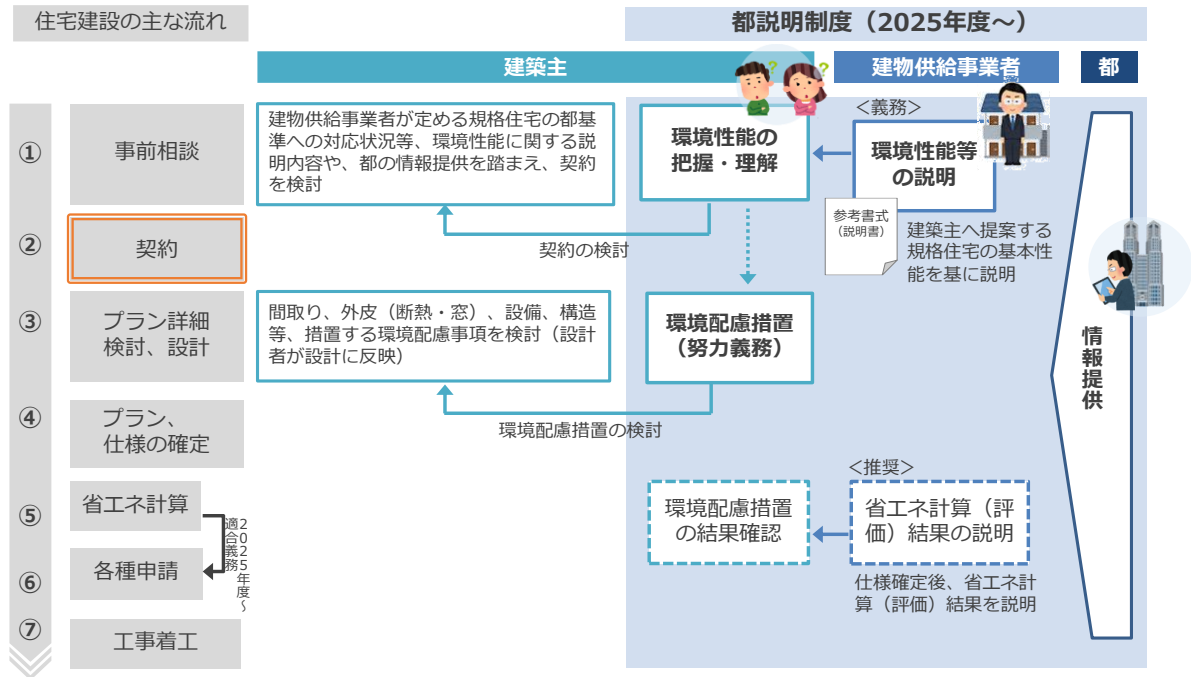 住宅建設の主な流れ
都説明制度（2025年度～）
建築主
建物供給事業者
都
①
事前相談
建物供給事業者が定める規格住宅の都基
準への対応状況等、環境性能に関する説
明内容や、都の情報提供を踏まえ、契約
を検討
環境性能の
把握・理解
?
?
＜義務＞
環境性能等
の説明
参考書式
（説明書）
建築主へ提案する
規格住宅の基本性
能を基に説明
②
契約
契約の検討
③
プラン詳細
検討、設計
間取り、外皮（断熱・窓）、設備、構造
等、措置する環境配慮事項を検討（設計
者が設計に反映）
環境配慮措置
（努力義務）
情報提供
④
プラン、
仕様の確定
環境配慮措置の検討
⑤
省エネ計算
2025年度～
適合義務
環境配慮措置
の結果確認
＜推奨＞
省エネ計算（評
価）結果の説明
仕様確定後、省エネ計
算（評価）結果を説明
⑥
各種申請
⑦
工事着工